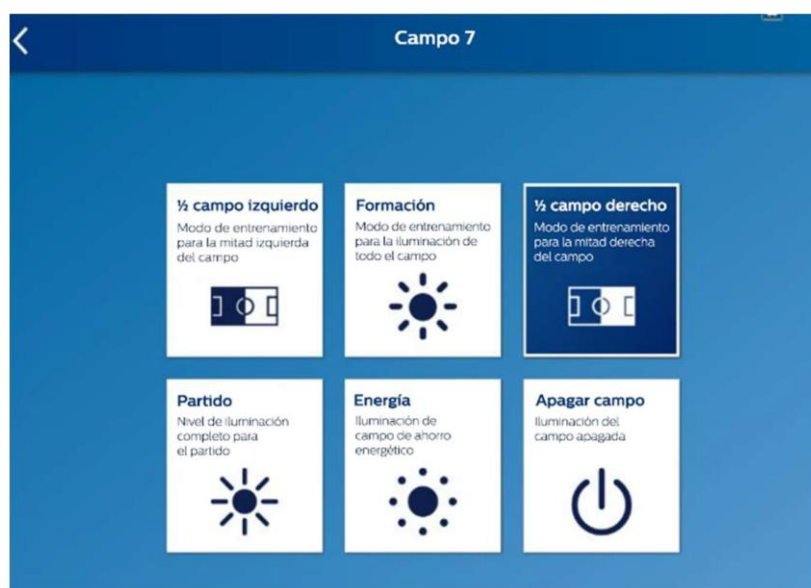 Campo 7
½ campo izquierdo
Modo de entrenamiento
para la mitad izquierda
del campo
Formación
Modo de entrenamiento
para la iluminación de
todo el campo
½ campo derecho
Modo de entrenamiento
para la mitad derecha
del campo
Partido
Nivel de iluminación
completo para
el partido
Energía
Iluminación de
campo de ahorro
energético
Apagar campo
Iluminación del
campo apagada